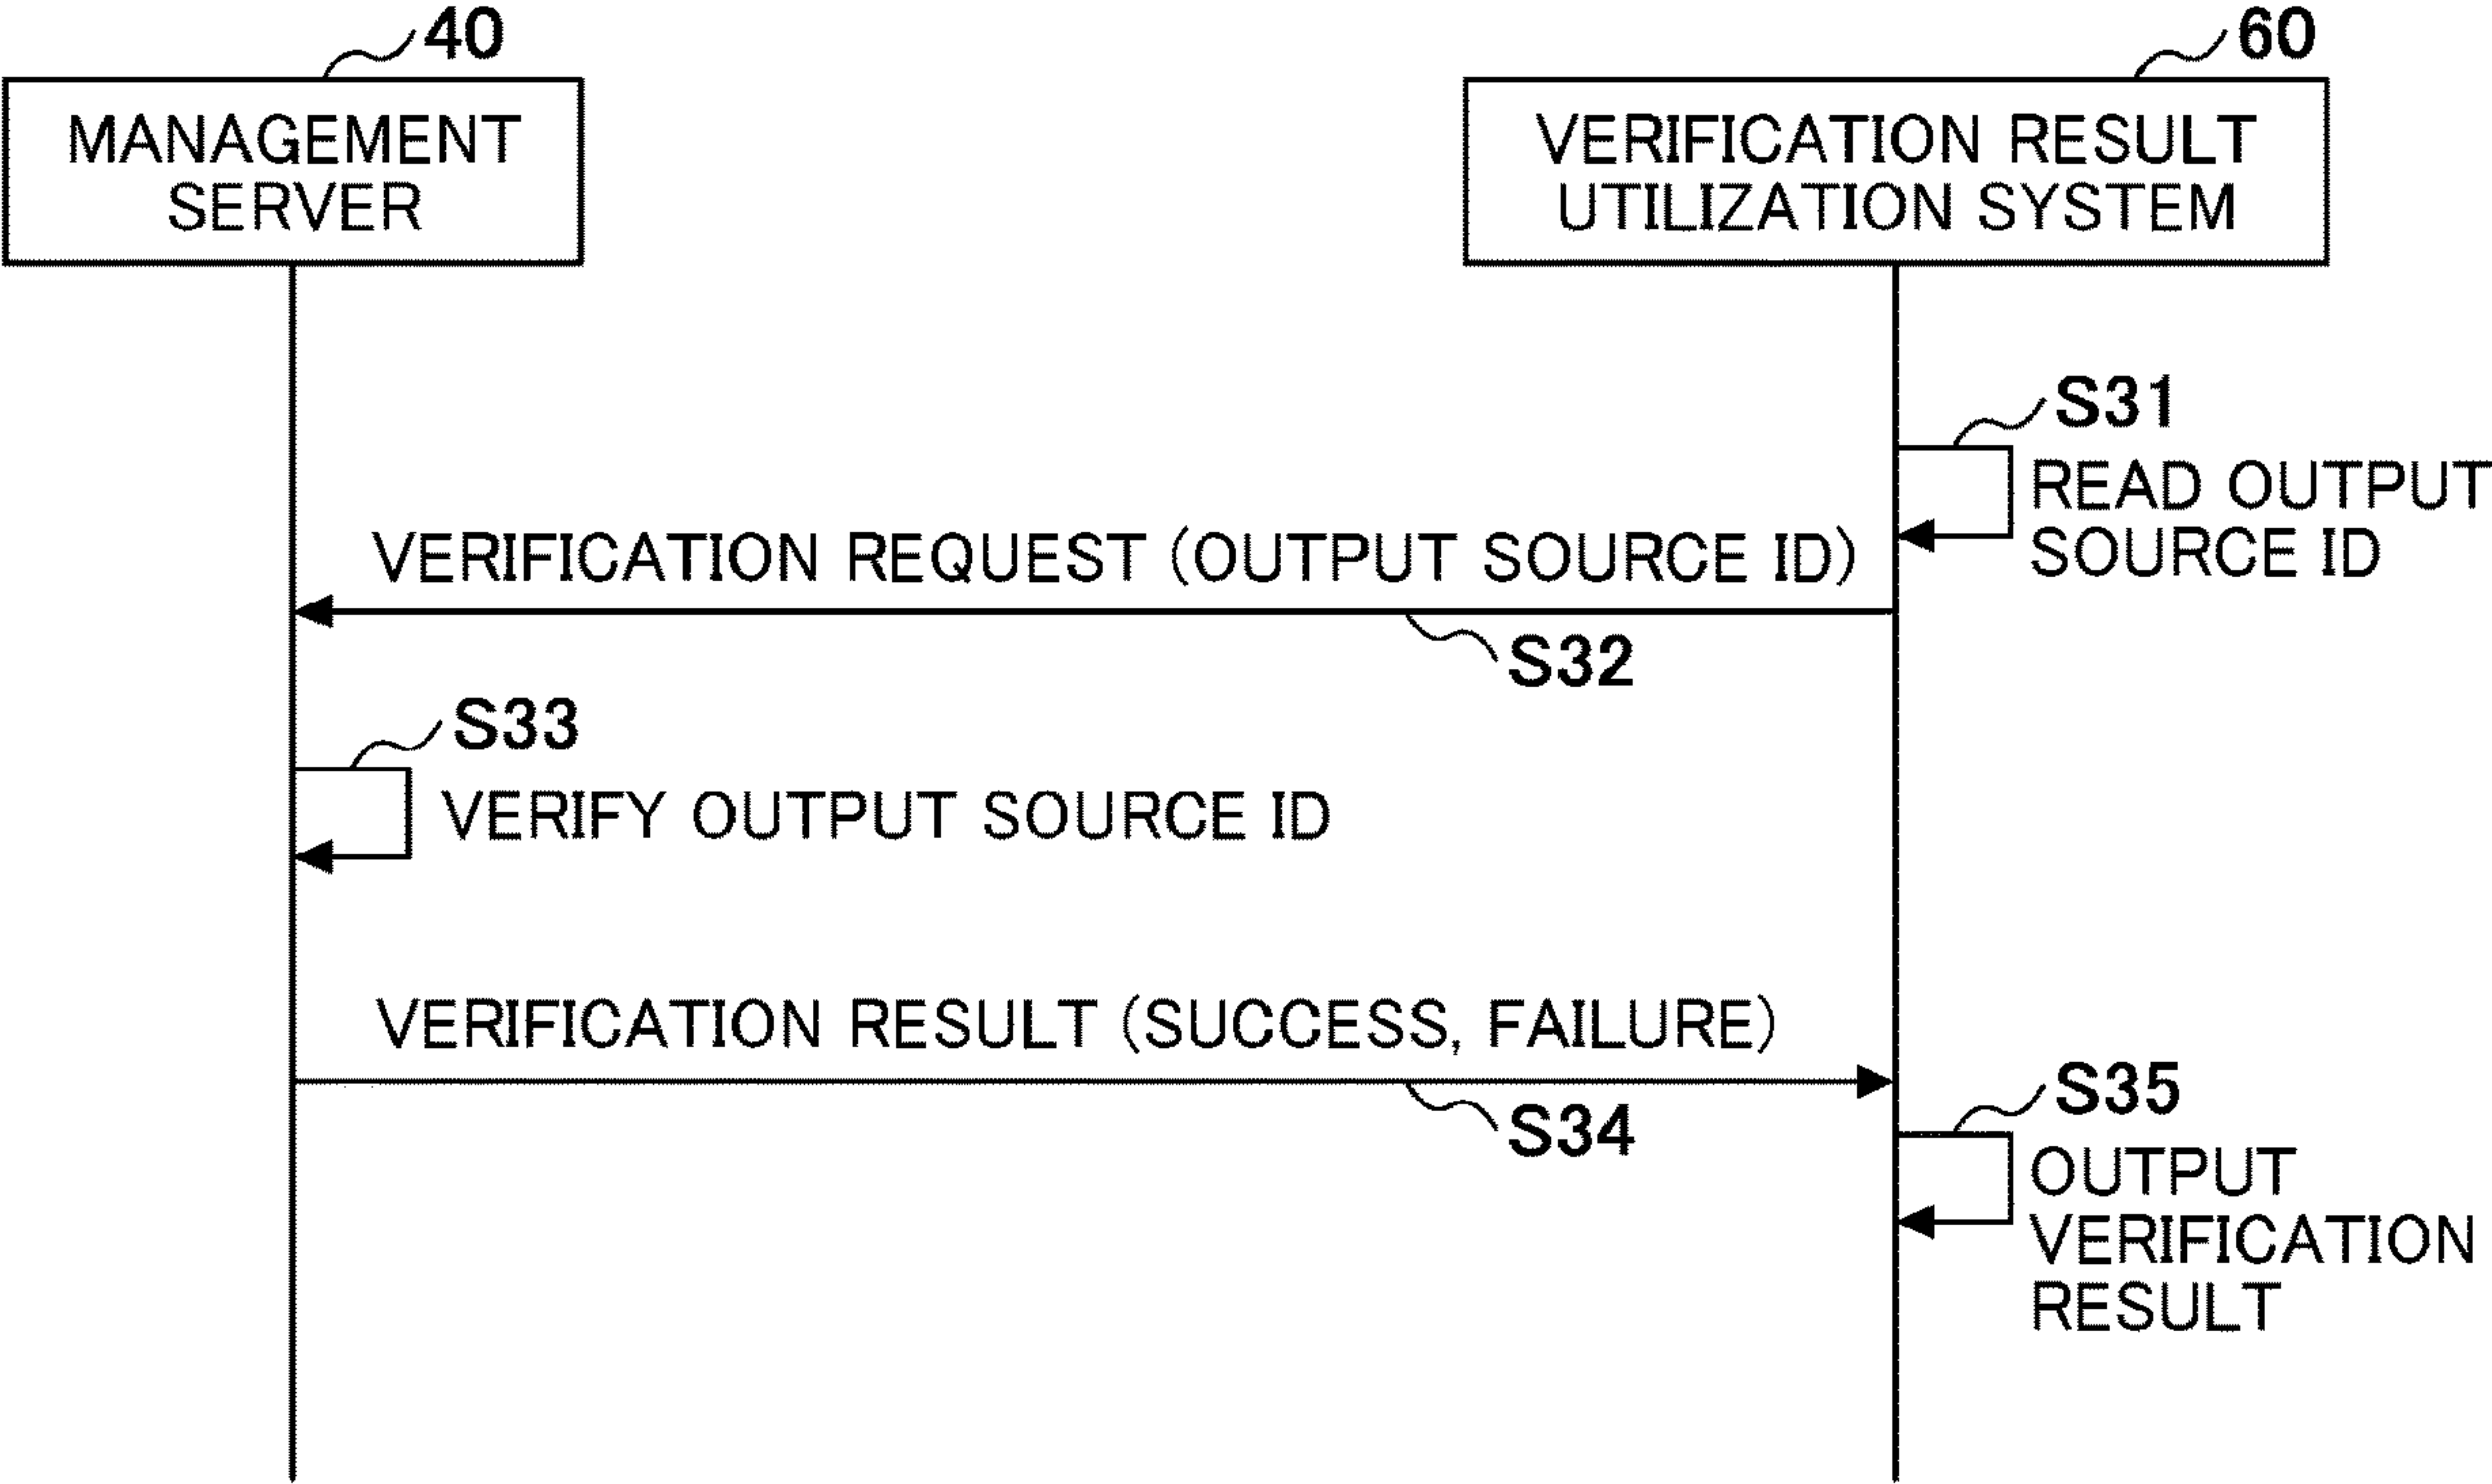 40
MANAGEMENT
SERVER
60
VERIFICATION RESULT
UTILIZATION SYSTEM
S31
READ OUTPUT
SOURCE ID
VERIFICATION REQUEST (OUTPUT SOURCE ID)
S32
S33
VERIFY OUTPUT SOURCE ID
VERIFICATION RESULT (SUCCESS, FAILURE)
S34
S35
OUTPUT
VERIFICATION
RESULT